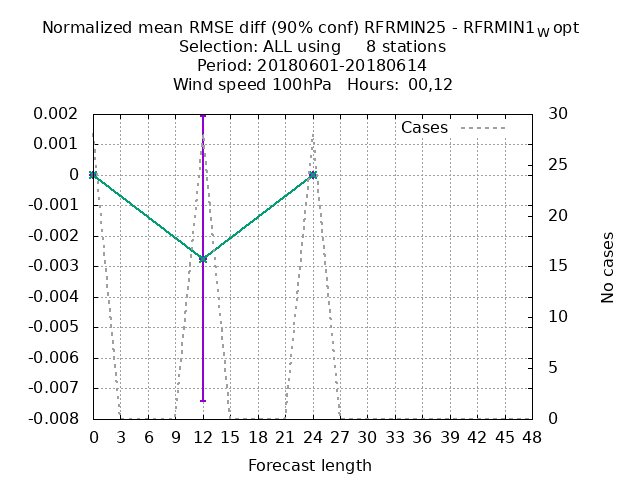 Normalized mean RMSE diff (90% conf) RFRMIN25 - RFRMIN1wopt
Selection: ALL using 8 stations
Period: 20180601-20180614
Wind speed 100hPa Hours: 00,12
Cases
0.002
0.001
0
-0.001
-0.002
-0.003
-0.004
-0.005
-0.006
-0.007
-0.008
30
25
20
15
10
5
0
No cases
0 3 6 9 12 15 18 21 24 27 30 33 36 39 42 45 48
Forecast length